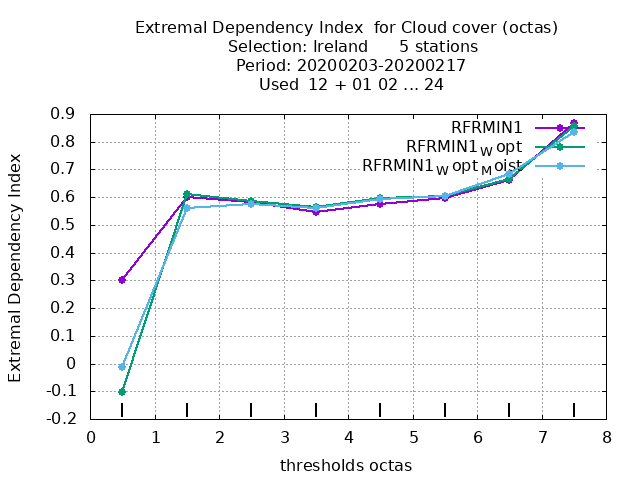 Extremal Dependency Index  for Cloud cover (octas)
Selection: Ireland      5 stations
Period: 20200203-20200217
Used  12 + 01 02 ... 24
RFRMIN1
RFRMIN1W opt
RFRMIN1W optM oist
Extremal Dependency Index
0.9
0.8
0.7
0.6
0.5
0.4
0.3
0.2
0.1
0
-0.1
-0.2
0 1 2 3 4 5 6 7 8
thresholds octas